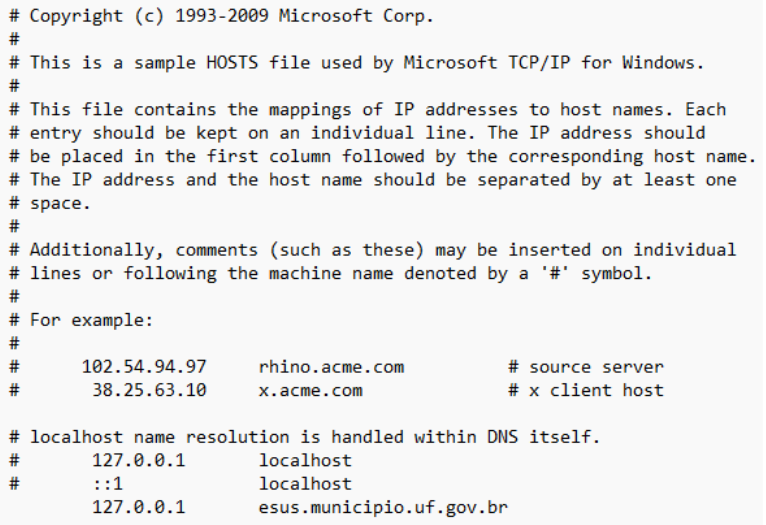 # Copyright (c) 1993-2009 Microsoft Corp.
#
# This is a sample HOSTS file used by Microsoft TCP/IP for Windows.
#
# This file contains the mappings of IP addresses to host names. Each
# entry should be kept on an individual line. The IP address should
# be placed in the first column followed by the corresponding host name.
# The IP address and the host name should be separated by at least one
# space.
#
# Additionally, comments (such as these) may be inserted on individual
# lines or following the machine name denoted by a '#' symbol.
#
# For example:
#
#      102.54.94.97     rhino.acme.com          # source server
#       38.25.63.10     x.acme.com              # x client host

# localhost name resolution is handled within DNS itself.
#       127.0.0.1       localhost
#       ::1             localhost
        127.0.0.1       esus.municipio.uf.gov.br